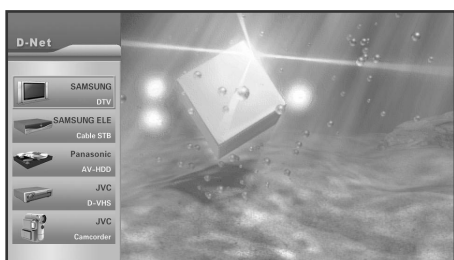 D-Net
SAMSUNG
DTV
SAMSUNG ELE
Cable STB
Panasonic
AV-HDD
JVC
D-VHS
JVC
Camcorder